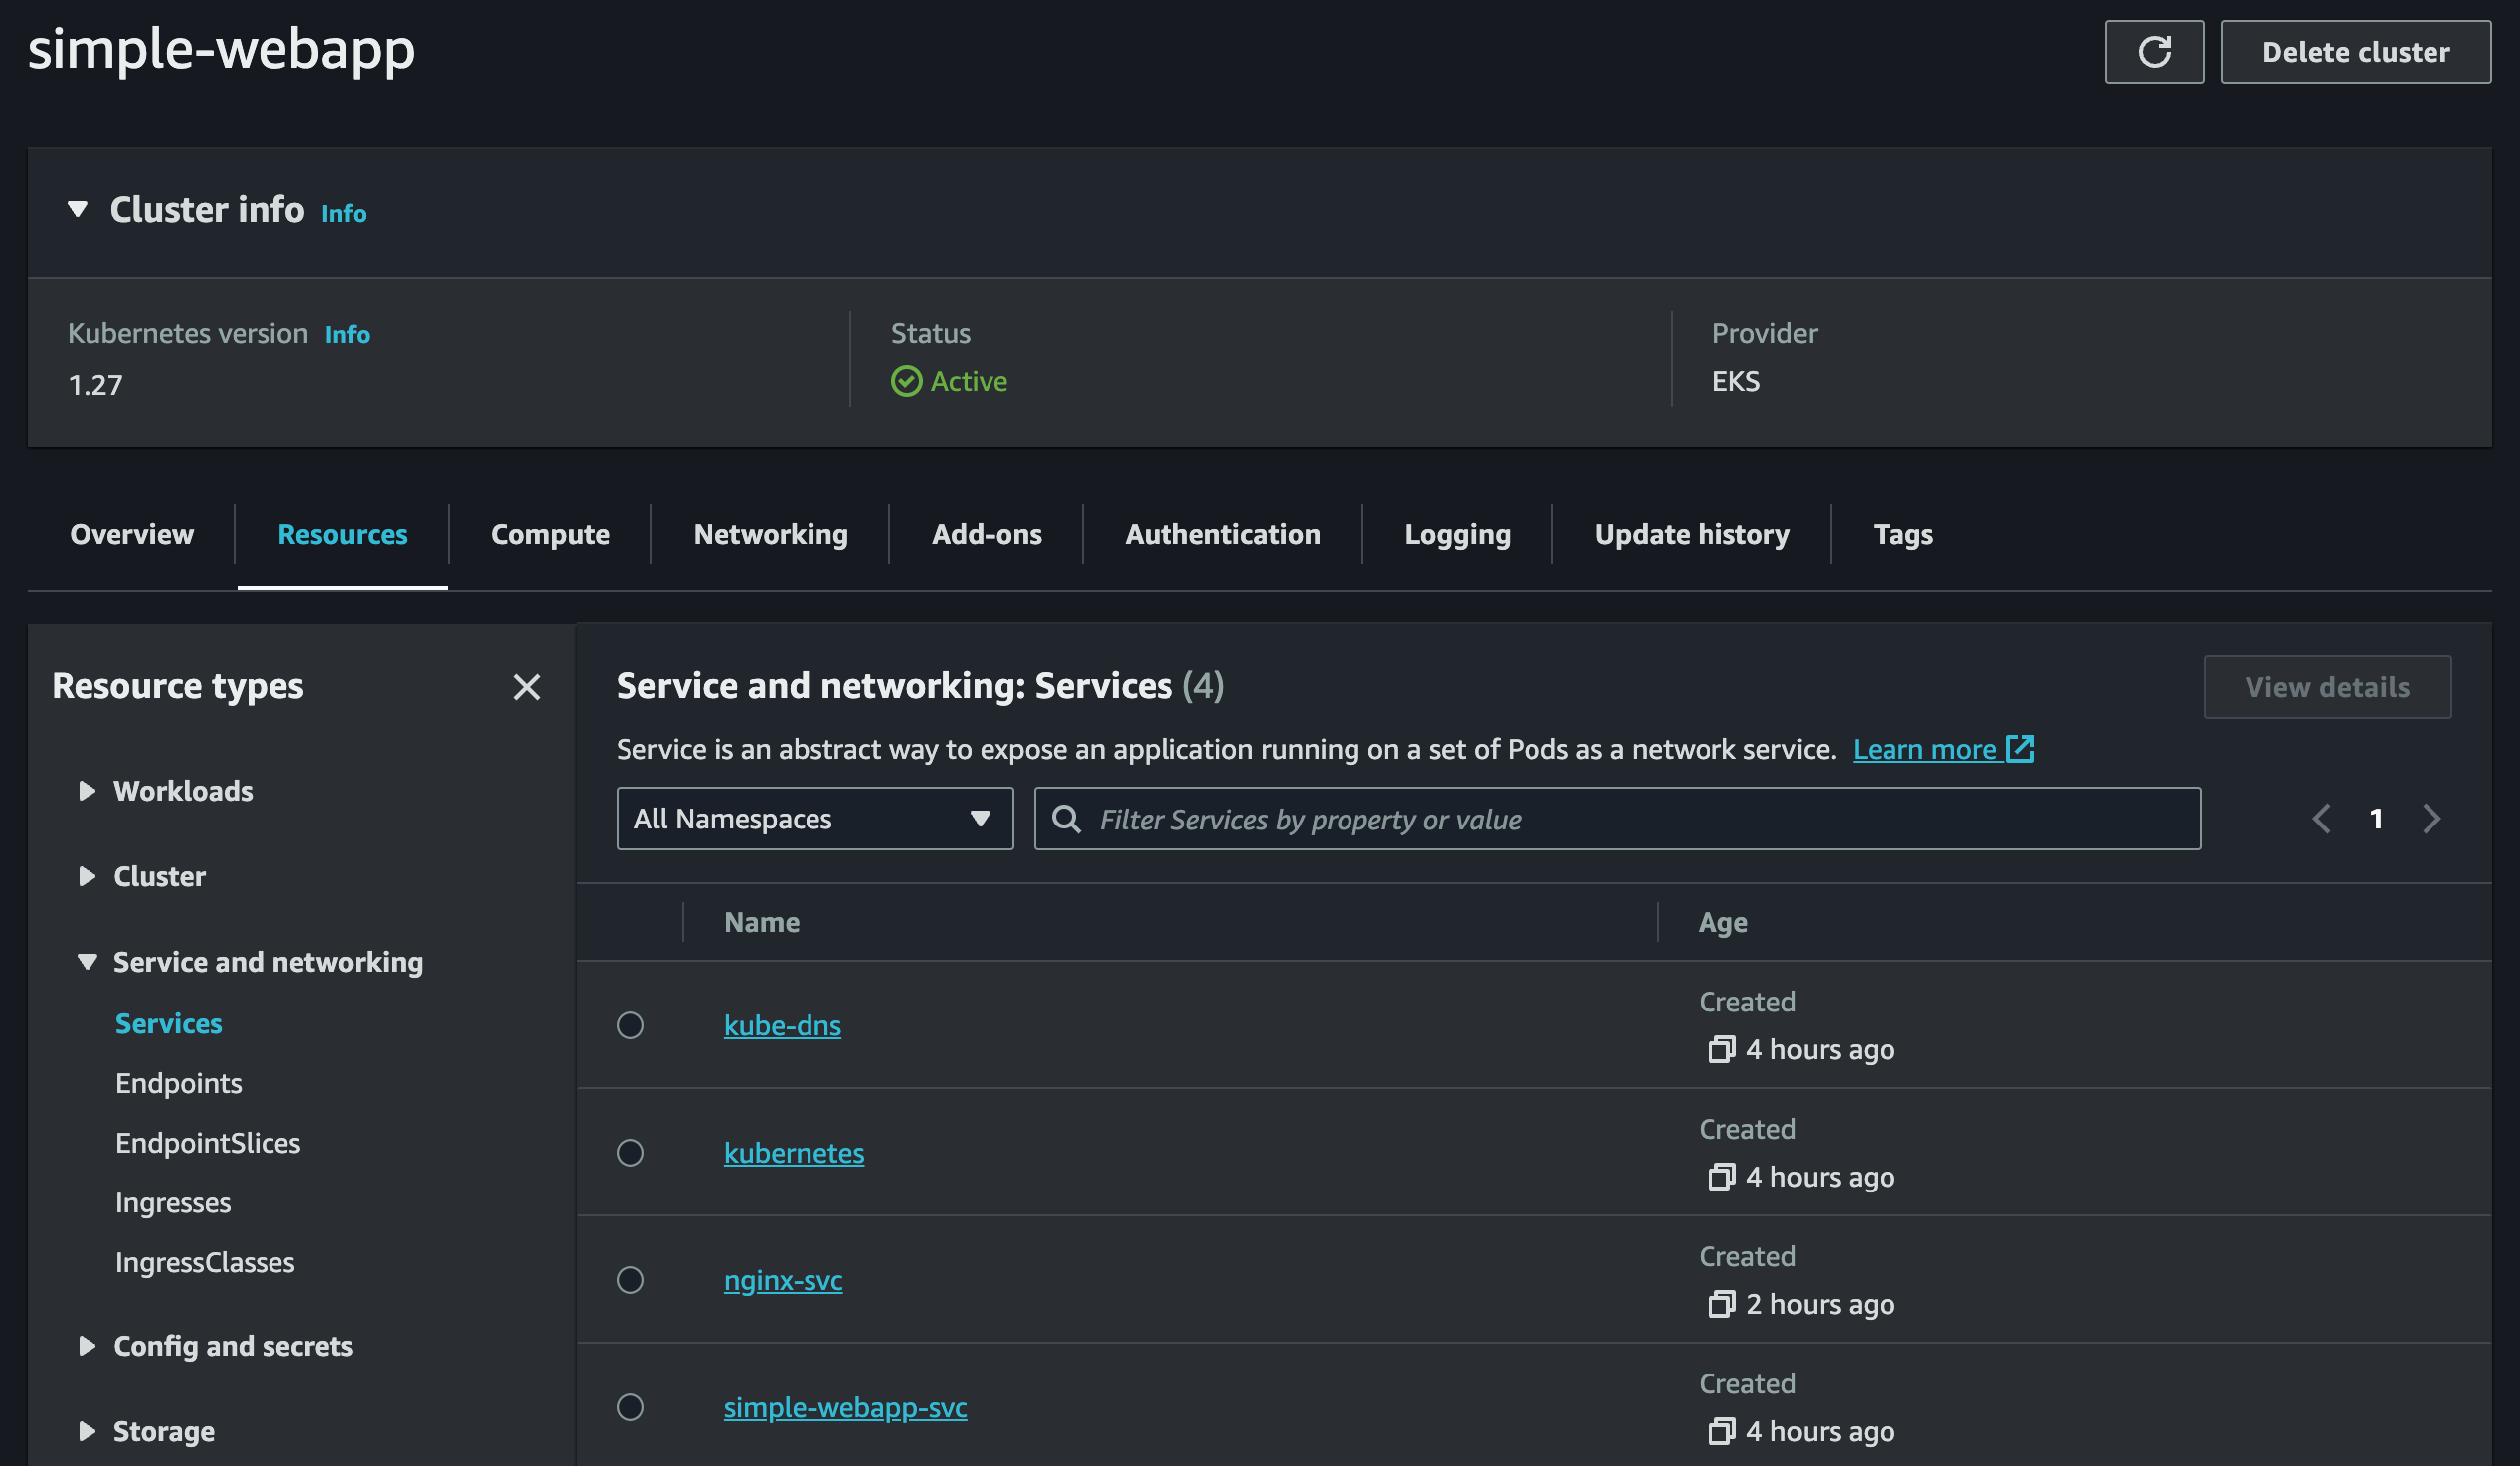 simple-webapp
Delete cluster
Cluster info Info
Kubernetes version Info
1.27
Status
Active
Provider
EKS
Overview Resources Compute Networking Add-ons Authentication Logging Update history Tags
Resource types
Workloads
Cluster
Service and networking
Services
Endpoints
EndpointSlices
Ingresses
IngressClasses
Config and secrets
Storage
Service and networking: Services (4)
View details
Service is an abstract way to expose an application running on a set of Pods as a network service. Learn more
All Namespaces
Filter Services by property or value
1
Name Age
kube-dns
Created
4 hours ago
kubernetes
Created
4 hours ago
nginx-svc
Created
2 hours ago
simple-webapp-svc
Created
4 hours ago